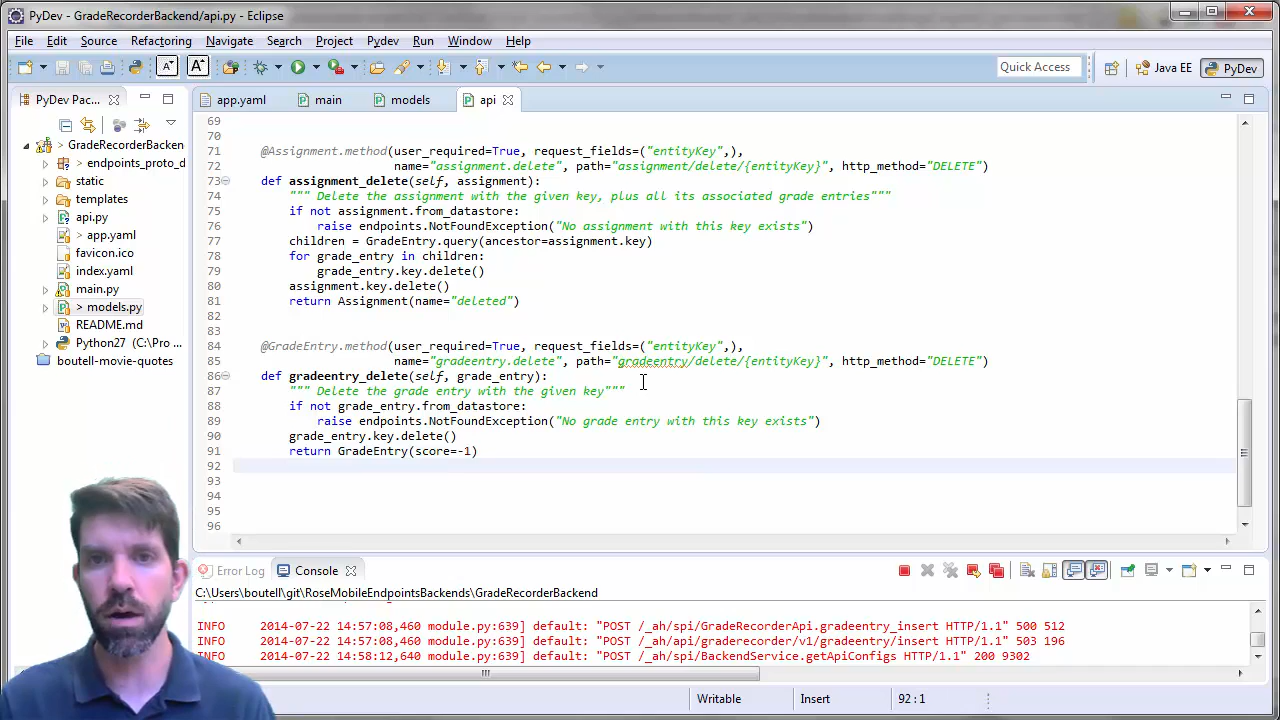 PyDev - GradeRecorderBackend/api.py - Eclipse
File Edit Source Refactoring Navigate Search Project Pydev Run Window Help
Quick Access Java EE PyDev
PyDev Pac... app.yaml main models api
GradeRecorderBacken
endpoints_proto_d
static
templates
api.py
> app.yaml
favicon.ico
index.yaml
main.py
> models.py
README.md
Python27 (C:\Pro...
boutell-movie-quotes
69
70
71 @Assignment.method(user_required=True, request_fields=("entityKey",),
72 name="assignment.delete", path="assignment/delete/{entityKey}", http_method="DELETE")
73 def assignment_delete(self, assignment):
74 """ Delete the assignment with the given key, plus all its associated grade entries"""
75 if not assignment.from_datastore:
76 raise endpoints.NotFoundException("No assignment with this key exists")
77 children = GradeEntry.query(ancestor=assignment.key)
78 for grade_entry in children:
79 grade_entry.key.delete()
80 assignment.key.delete()
81 return Assignment(name="deleted")
82
83
84 @GradeEntry.method(user_required=True, request_fields=("entityKey",),
85 name="gradeentry.delete", path="gradeentry/delete/{entityKey}", http_method="DELETE")
86 def gradeentry_delete(self, grade_entry):
87 """ Delete the grade entry with the given key"""
88 if not grade_entry.from_datastore:
89 raise endpoints.NotFoundException("No grade entry with this key exists")
90 grade_entry.key.delete()
91 return GradeEntry(score=-1)
92
93
94
95
96
Error Log Console
C:\Users\boutell\git\RoseMobileEndpointsBackends\GradeRecorderBackend
INFO 2014-07-22 14:57:08,460 module.py:639] default: "POST /_ah/spi/GradeRecorderApi.gradeentry_insert HTTP/1.1" 500 512
INFO 2014-07-22 14:57:08,460 module.py:639] default: "POST /_ah/api/graderecorder/v1/gradeentry/insert HTTP/1.1" 503 196
INFO 2014-07-22 14:58:12,640 module.py:639] default: "POST /_ah/spi/BackendService.getApiConfigs HTTP/1.1" 200 9302
Writable Insert 92 : 1